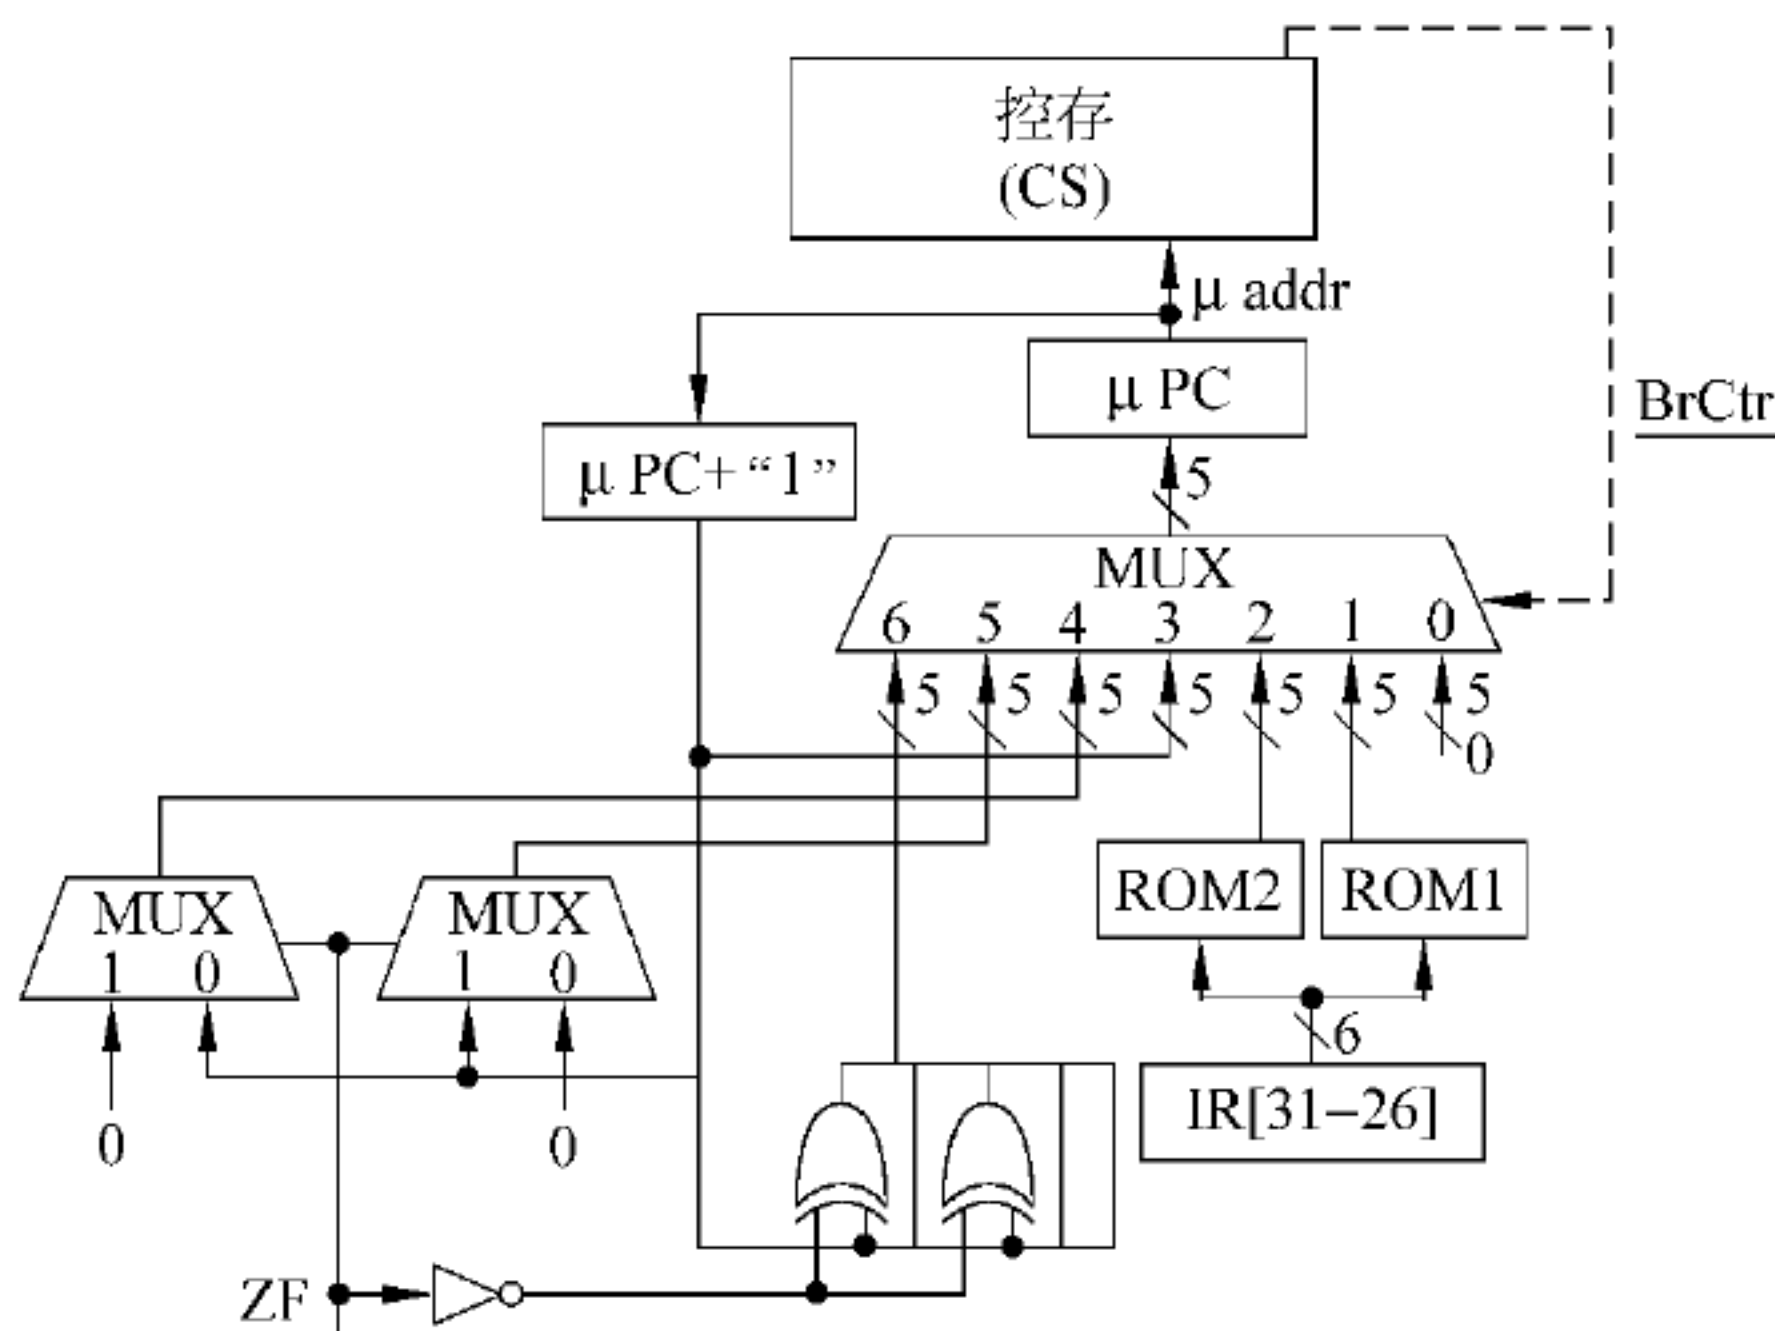 控存
(CS)
μ addr
μ PC
BrCtr
μ PC+“1”
5
MUX
6 5 4 3 2 1 0
5 5 5 5 5 5 5
0
MUX
1 0
MUX
1 0
ROM2
ROM1
6
0
0
IR[31–26]
ZF